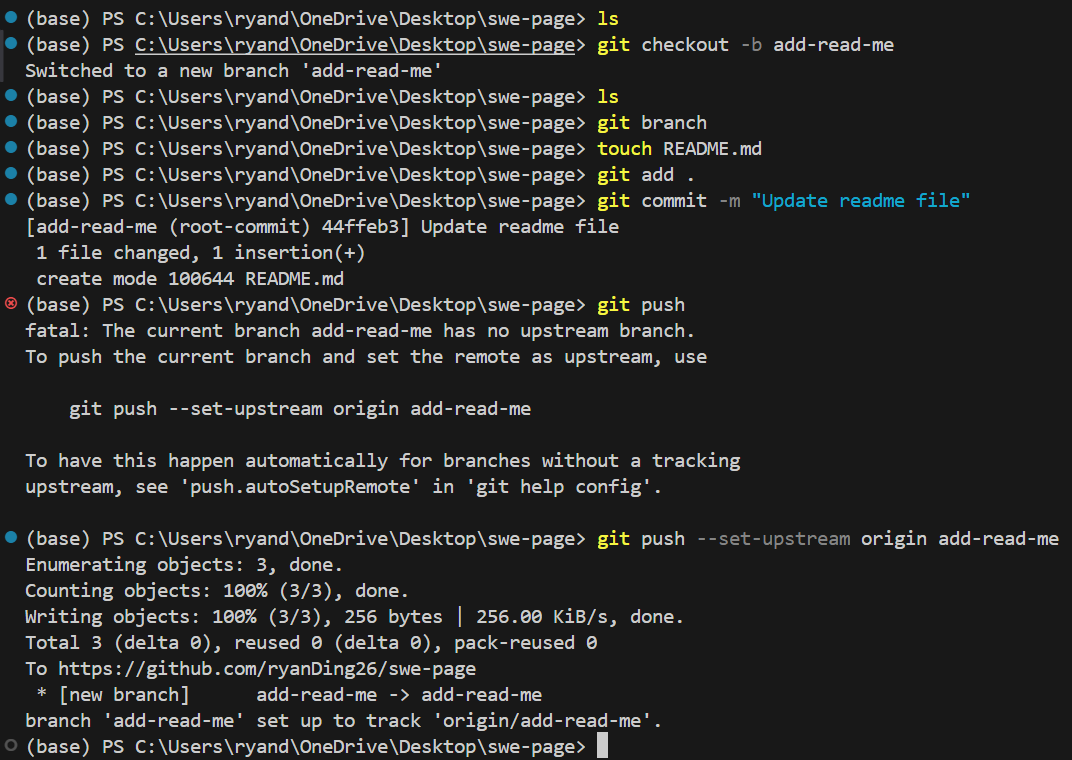 (base) PS C:\Users\ryand\OneDrive\Desktop\swe-page> ls
(base) PS C:\Users\ryand\OneDrive\Desktop\swe-page> git checkout -b add-read-me
Switched to a new branch 'add-read-me'
(base) PS C:\Users\ryand\OneDrive\Desktop\swe-page> ls
(base) PS C:\Users\ryand\OneDrive\Desktop\swe-page> git branch
(base) PS C:\Users\ryand\OneDrive\Desktop\swe-page> touch README.md
(base) PS C:\Users\ryand\OneDrive\Desktop\swe-page> git add .
(base) PS C:\Users\ryand\OneDrive\Desktop\swe-page> git commit -m "Update readme file"
[add-read-me (root-commit) 44ffeb3] Update readme file
 1 file changed, 1 insertion(+)
 create mode 100644 README.md
(base) PS C:\Users\ryand\OneDrive\Desktop\swe-page> git push
fatal: The current branch add-read-me has no upstream branch.
To push the current branch and set the remote as upstream, use

    git push --set-upstream origin add-read-me

To have this happen automatically for branches without a tracking
upstream, see 'push.autoSetupRemote' in 'git help config'.

(base) PS C:\Users\ryand\OneDrive\Desktop\swe-page> git push --set-upstream origin add-read-me
Enumerating objects: 3, done.
Counting objects: 100% (3/3), done.
Writing objects: 100% (3/3), 256 bytes | 256.00 KiB/s, done.
Total 3 (delta 0), reused 0 (delta 0), pack-reused 0
To https://github.com/ryanDing26/swe-page
 * [new branch]      add-read-me -> add-read-me
branch 'add-read-me' set up to track 'origin/add-read-me'.
(base) PS C:\Users\ryand\OneDrive\Desktop\swe-page>